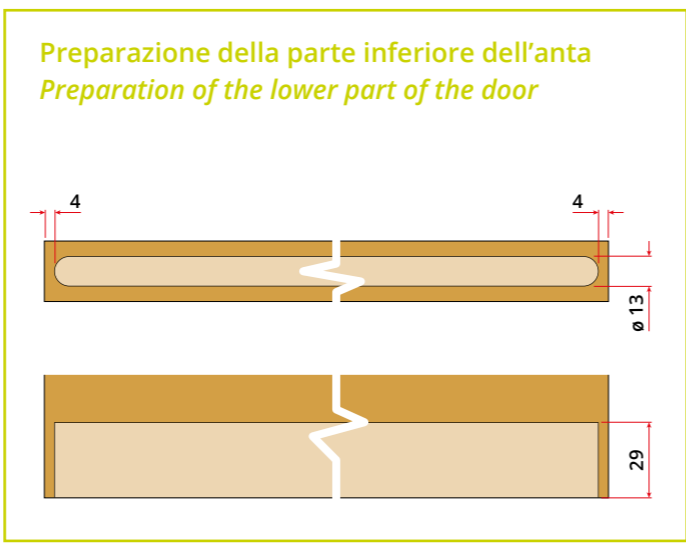 Preparazione della parte inferiore dell’anta
Preparation of the lower part of the door
4
4
ø 13
29